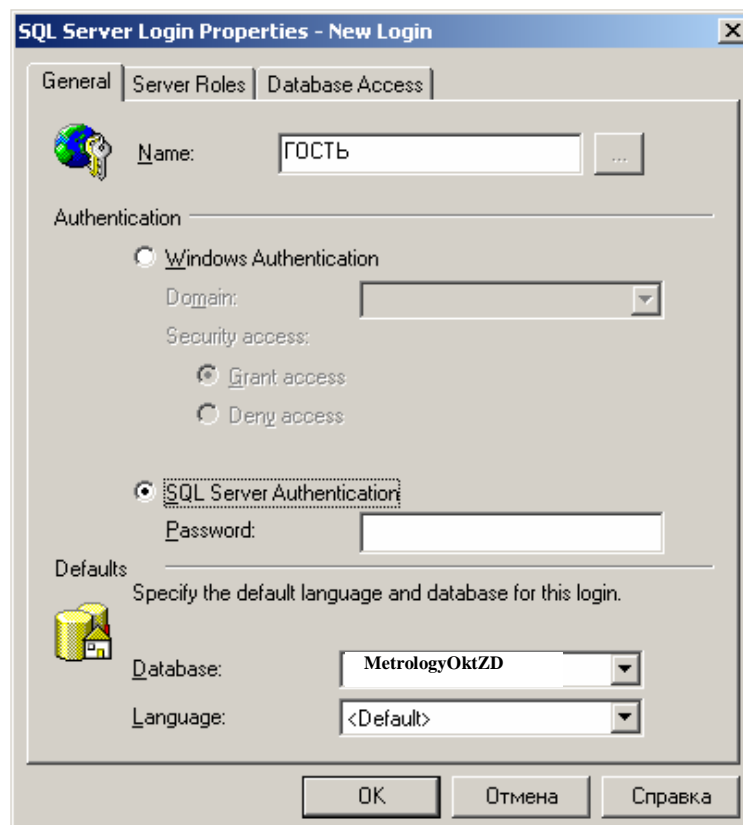 SQL Server Login Properties - New Login
General Server Roles Database Access
Name: ГОСТЬ ...
Authentication
Windows Authentication
Domain:
Security access:
Grant access
Deny access
SQL Server Authentication
Password:
Defaults
Specify the default language and database for this login.
Database: MetrologyOktZD
Language: <Default>
OK Отмена Справка